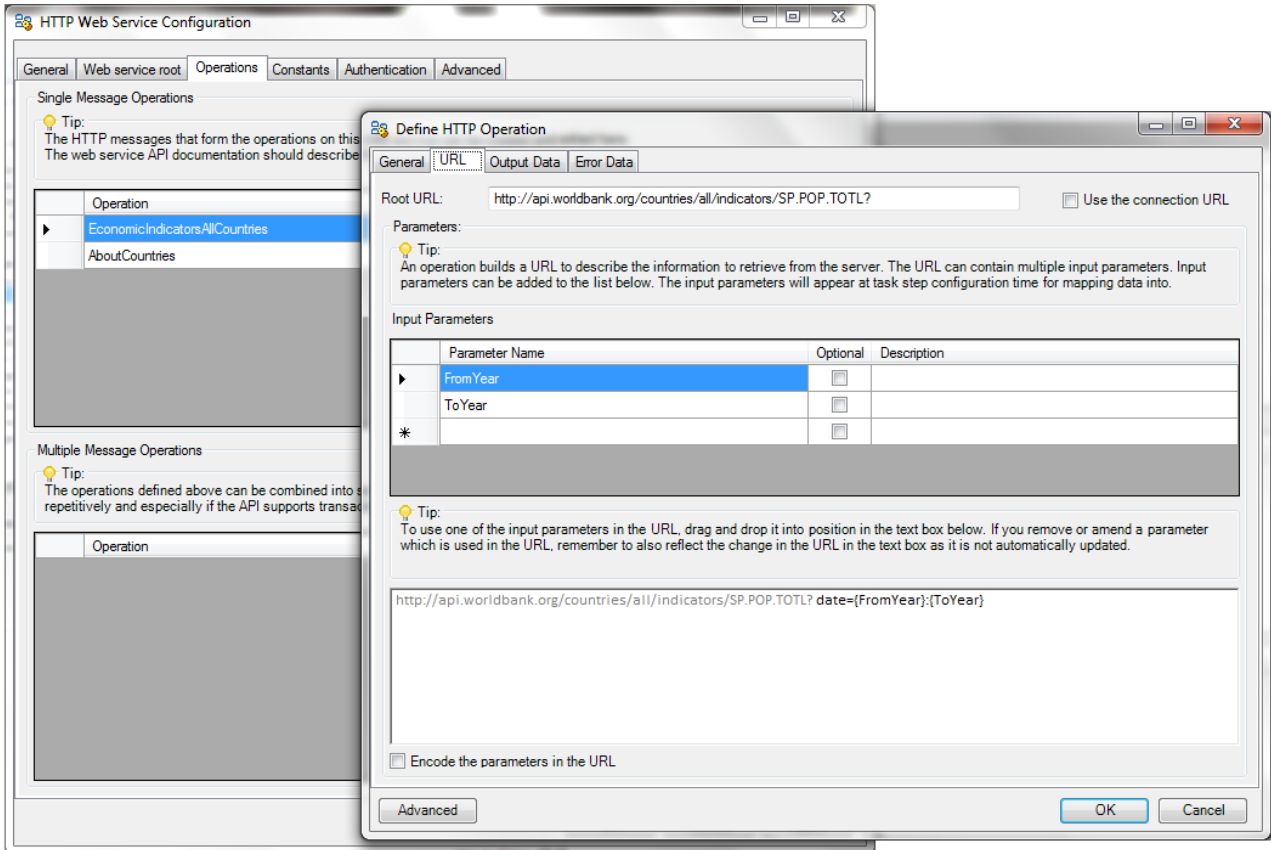 HTTP Web Service Configuration
General Web service root Operations Constants Authentication Advanced
Single Message Operations
Tip:
The HTTP messages that form the operations on this
The web service API documentation should describe
Operation
EconomicIndicatorsAllCountries
AboutCountries
Multiple Message Operations
Tip:
The operations defined above can be combined into s
repetitively and especially if the API supports transac
Operation
Define HTTP Operation
General URL Output Data Error Data
Root URL: http://api.worldbank.org/countries/all/indicators/SP.POP.TOTL? Use the connection URL
Parameters:
Tip:
An operation builds a URL to describe the information to retrieve from the server. The URL can contain multiple input parameters. Input
parameters can be added to the list below. The input parameters will appear at task step configuration time for mapping data into.
Input Parameters
Parameter Name Optional Description
FromYear
ToYear
Tip:
To use one of the input parameters in the URL, drag and drop it into position in the text box below. If you remove or amend a parameter
which is used in the URL, remember to also reflect the change in the URL in the text box as it is not automatically updated.
http://api.worldbank.org/countries/all/indicators/SP.POP.TOTL? date={FromYear}:{ToYear}
Encode the parameters in the URL
Advanced OK Cancel